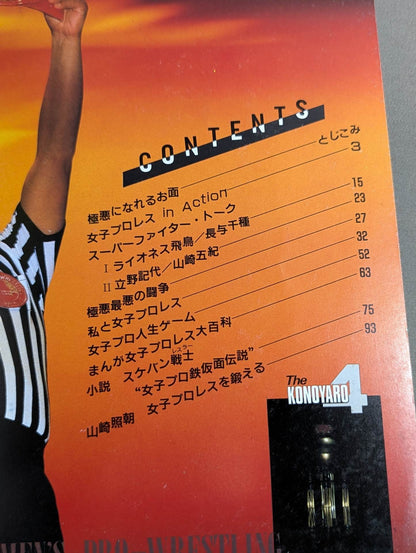 CONTENTS
極悪になれるお面 とじこみ
女子プロレス in Action 3
スーパーファイター・トーク
I ライオネス飛鳥／長与千種 15
II 立野記代／山崎五紀 23
極悪最悪の闘争 27
私と女子プロレス 32
女子プロ人生ゲーム 52
まんが女子プロレス大百科 63
小説 スケバン戦士 レスラー
“女子プロ鉄仮面伝説” 75
山崎照朝 女子プロレスを鍛える 93
The
KONOYARO 4
MEN'S PRO-WRESTLING